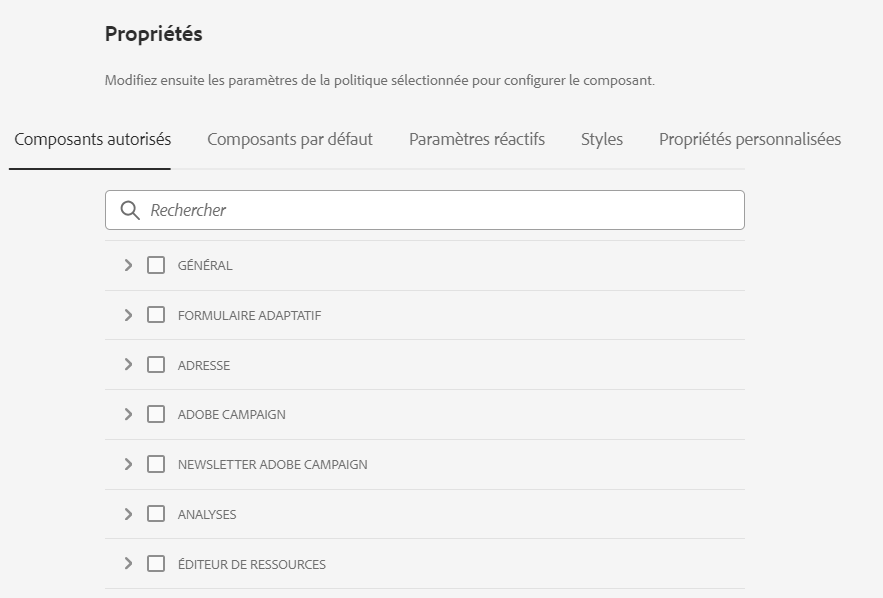 Propriétés
Modifiez ensuite les paramètres de la politique sélectionnée pour configurer le composant.
Composants autorisés Composants par défaut Paramètres réactifs Styles Propriétés personnalisées
Rechercher
GÉNÉRAL
FORMULAIRE ADAPTATIF
ADRESSE
ADOBE CAMPAIGN
NEWSLETTER ADOBE CAMPAIGN
ANALYSES
ÉDITEUR DE RESSOURCES